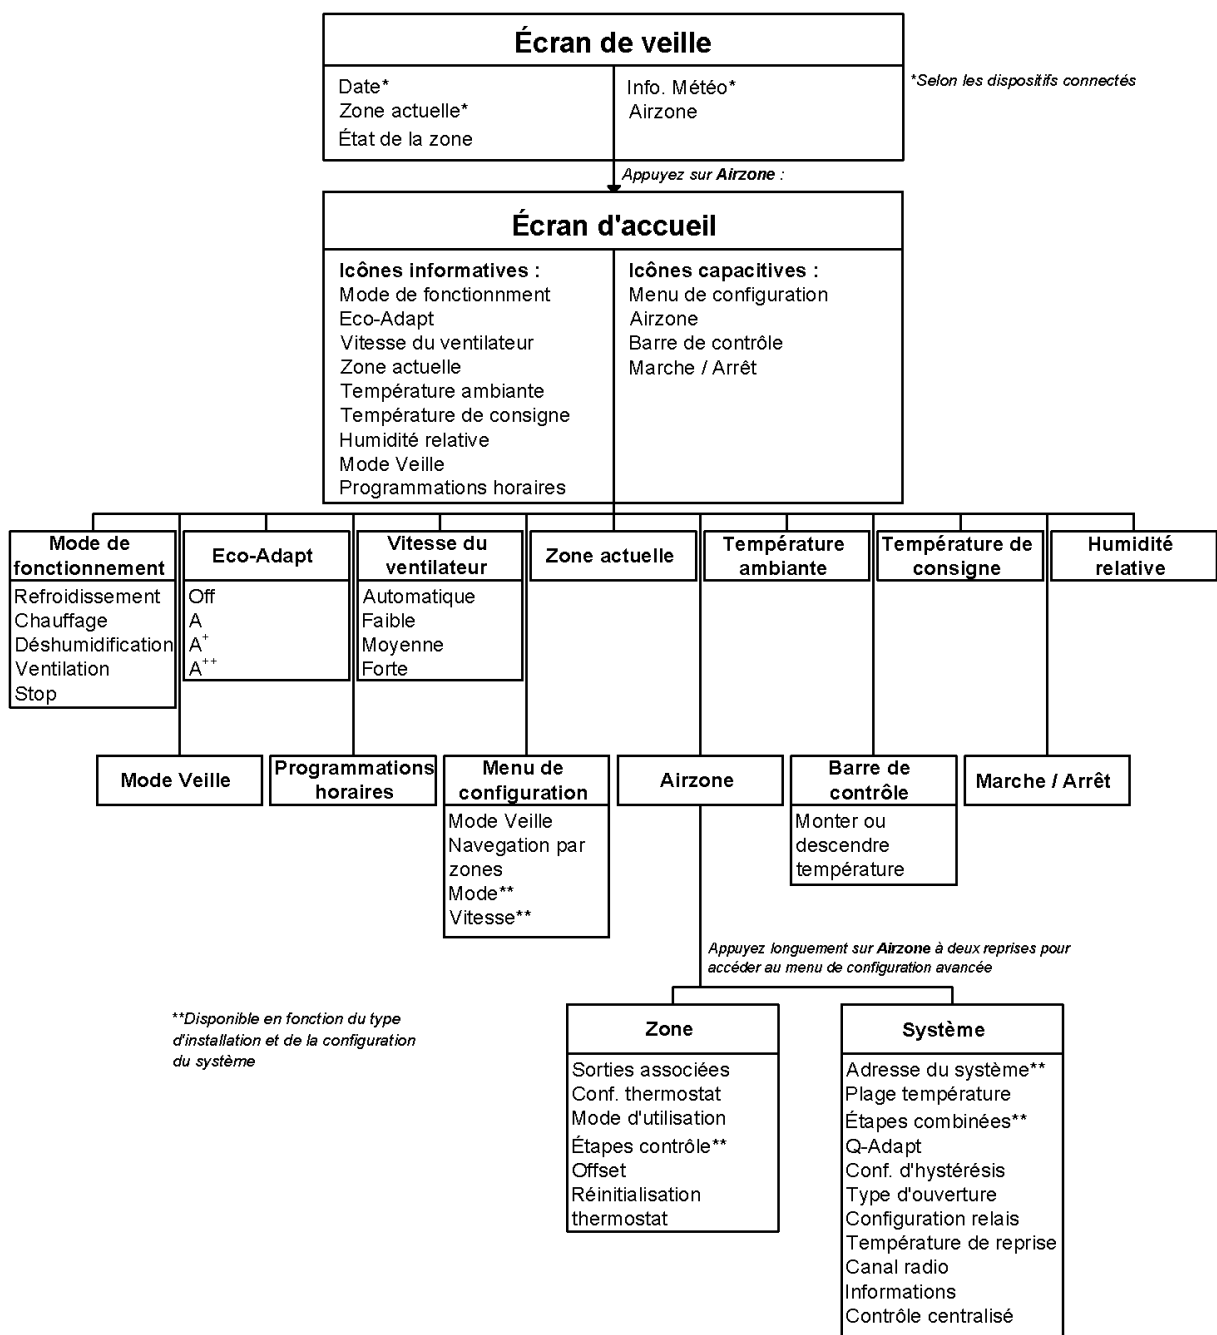 Écran de veille
Date*
Zone actuelle*
État de la zone
Info. Météo*
Airzone
*Selon les dispositifs connectés
Appuyez sur Airzone :
Écran d'accueil
Icônes informatives :
Mode de fonctionnment
Eco-Adapt
Vitesse du ventilateur
Zone actuelle
Température ambiante
Température de consigne
Humidité relative
Mode Veille
Programmations horaires
Icônes capacitives :
Menu de configuration
Airzone
Barre de contrôle
Marche / Arrêt
Mode de
fonctionnement
Refroidissement
Chauffage
Déshumidification
Ventilation
Stop
Eco-Adapt
Off
A
A+
A++
Vitesse du
ventilateur
Automatique
Faible
Moyenne
Forte
Zone actuelle
Température
ambiante
Température de
consigne
Humidité
relative
Mode Veille
Programmations
horaires
Menu de
configuration
Mode Veille
Navegation par
zones
Mode**
Vitesse**
Airzone
Barre de
contrôle
Monter ou
descendre
température
Marche / Arrêt
Appuyez longuement sur Airzone à deux reprises pour
accéder au menu de configuration avancée
**Disponible en fonction du type
d'installation et de la configuration
du système
Zone
Sorties associées
Conf. thermostat
Mode d'utilisation
Étapes contrôle**
Offset
Réinitialisation
thermostat
Système
Adresse du système**
Plage température
Étapes combinées**
Q-Adapt
Conf. d'hystérésis
Type d'ouverture
Configuration relais
Température de reprise
Canal radio
Informations
Contrôle centralisé